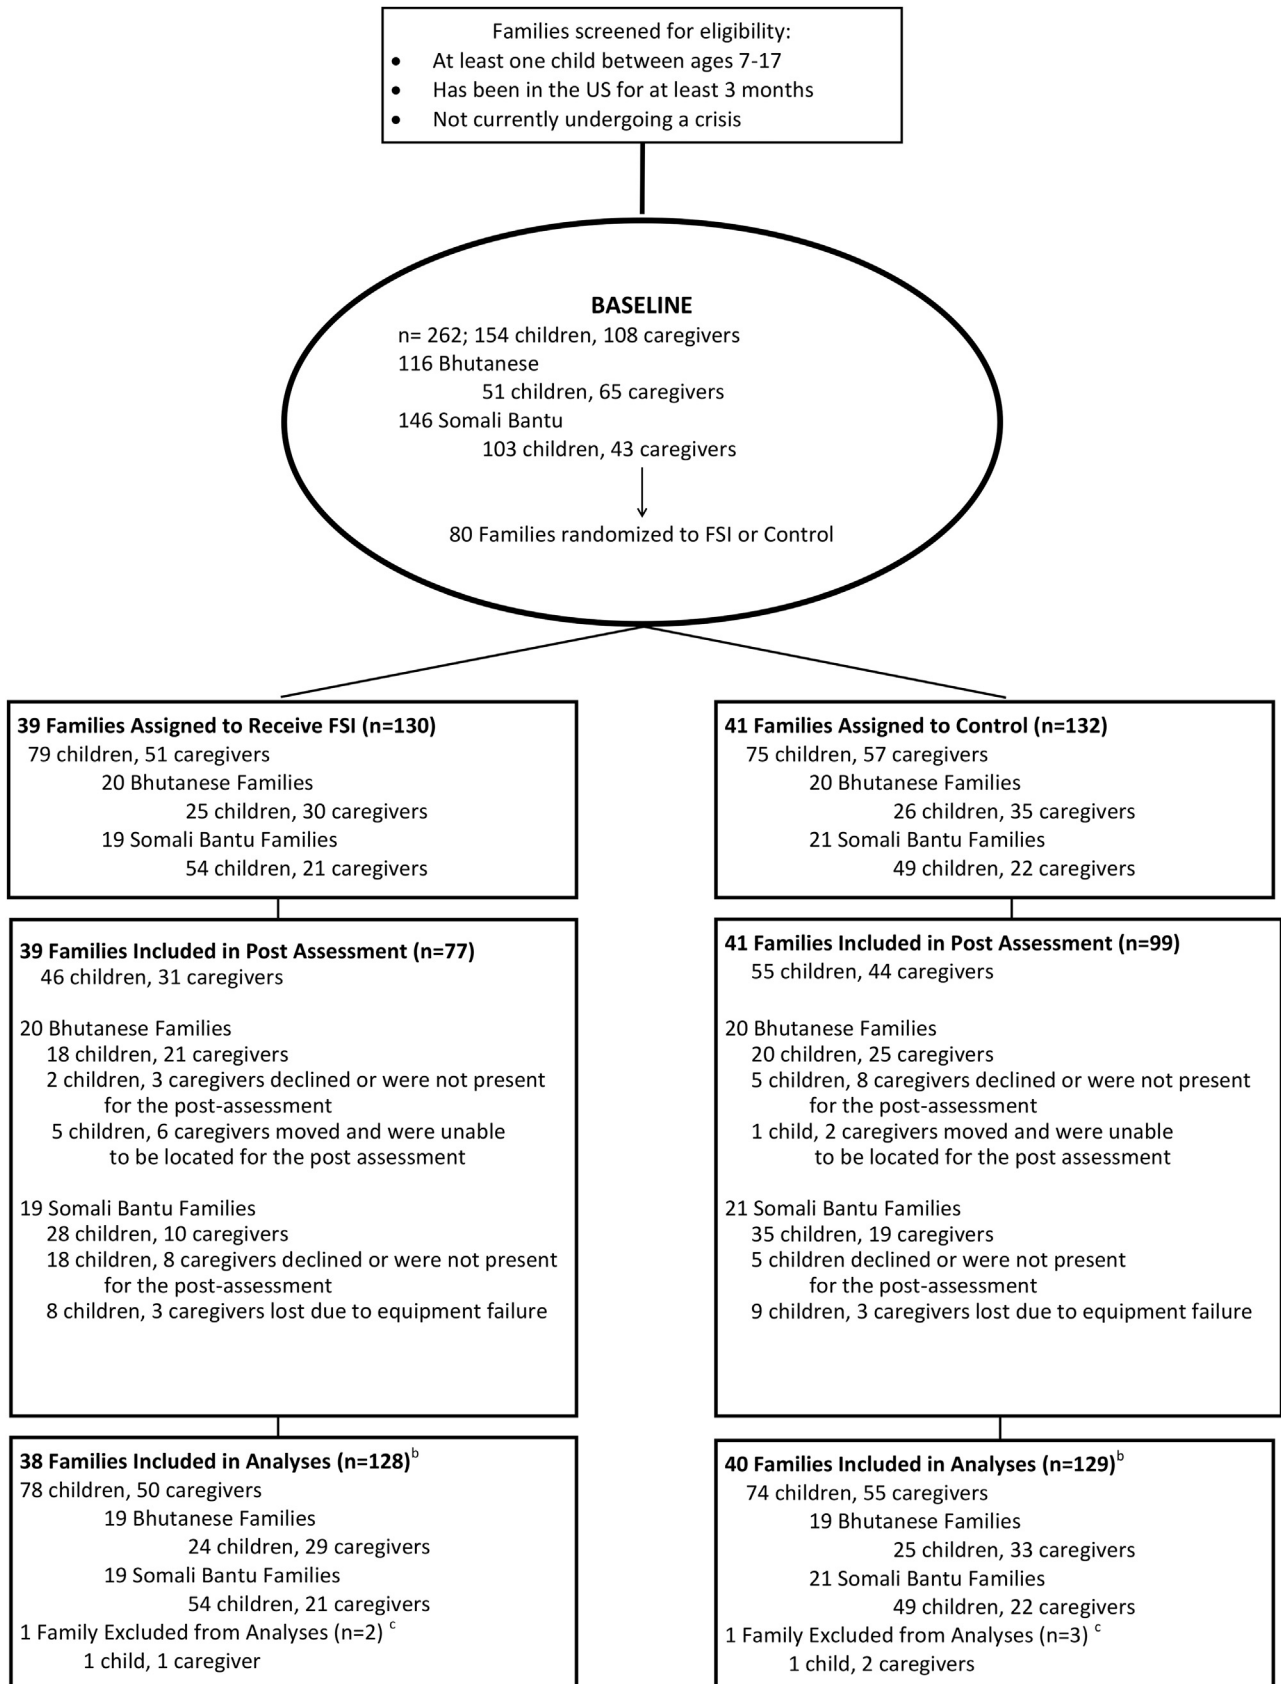 Families screened for eligibility:
• At least one child between ages 7-17
• Has been in the US for at least 3 months
• Not currently undergoing a crisis
BASELINE
n= 262; 154 children, 108 caregivers
116 Bhutanese
51 children, 65 caregivers
146 Somali Bantu
103 children, 43 caregivers
80 Families randomized to FSI or Control
39 Families Assigned to Receive FSI (n=130)
79 children, 51 caregivers
20 Bhutanese Families
25 children, 30 caregivers
19 Somali Bantu Families
54 children, 21 caregivers
41 Families Assigned to Control (n=132)
75 children, 57 caregivers
20 Bhutanese Families
26 children, 35 caregivers
21 Somali Bantu Families
49 children, 22 caregivers
39 Families Included in Post Assessment (n=77)
46 children, 31 caregivers
20 Bhutanese Families
18 children, 21 caregivers
2 children, 3 caregivers declined or were not present
for the post-assessment
5 children, 6 caregivers moved and were unable
to be located for the post assessment
19 Somali Bantu Families
28 children, 10 caregivers
18 children, 8 caregivers declined or were not present
for the post-assessment
8 children, 3 caregivers lost due to equipment failure
41 Families Included in Post Assessment (n=99)
55 children, 44 caregivers
20 Bhutanese Families
20 children, 25 caregivers
5 children, 8 caregivers declined or were not present
for the post-assessment
1 child, 2 caregivers moved and were unable
to be located for the post assessment
21 Somali Bantu Families
35 children, 19 caregivers
5 children declined or were not present
for the post-assessment
9 children, 3 caregivers lost due to equipment failure
38 Families Included in Analyses (n=128)b
78 children, 50 caregivers
19 Bhutanese Families
24 children, 29 caregivers
19 Somali Bantu Families
54 children, 21 caregivers
1 Family Excluded from Analyses (n=2) c
1 child, 1 caregiver
40 Families Included in Analyses (n=129)b
74 children, 55 caregivers
19 Bhutanese Families
25 children, 33 caregivers
21 Somali Bantu Families
49 children, 22 caregivers
1 Family Excluded from Analyses (n=3) c
1 child, 2 caregivers